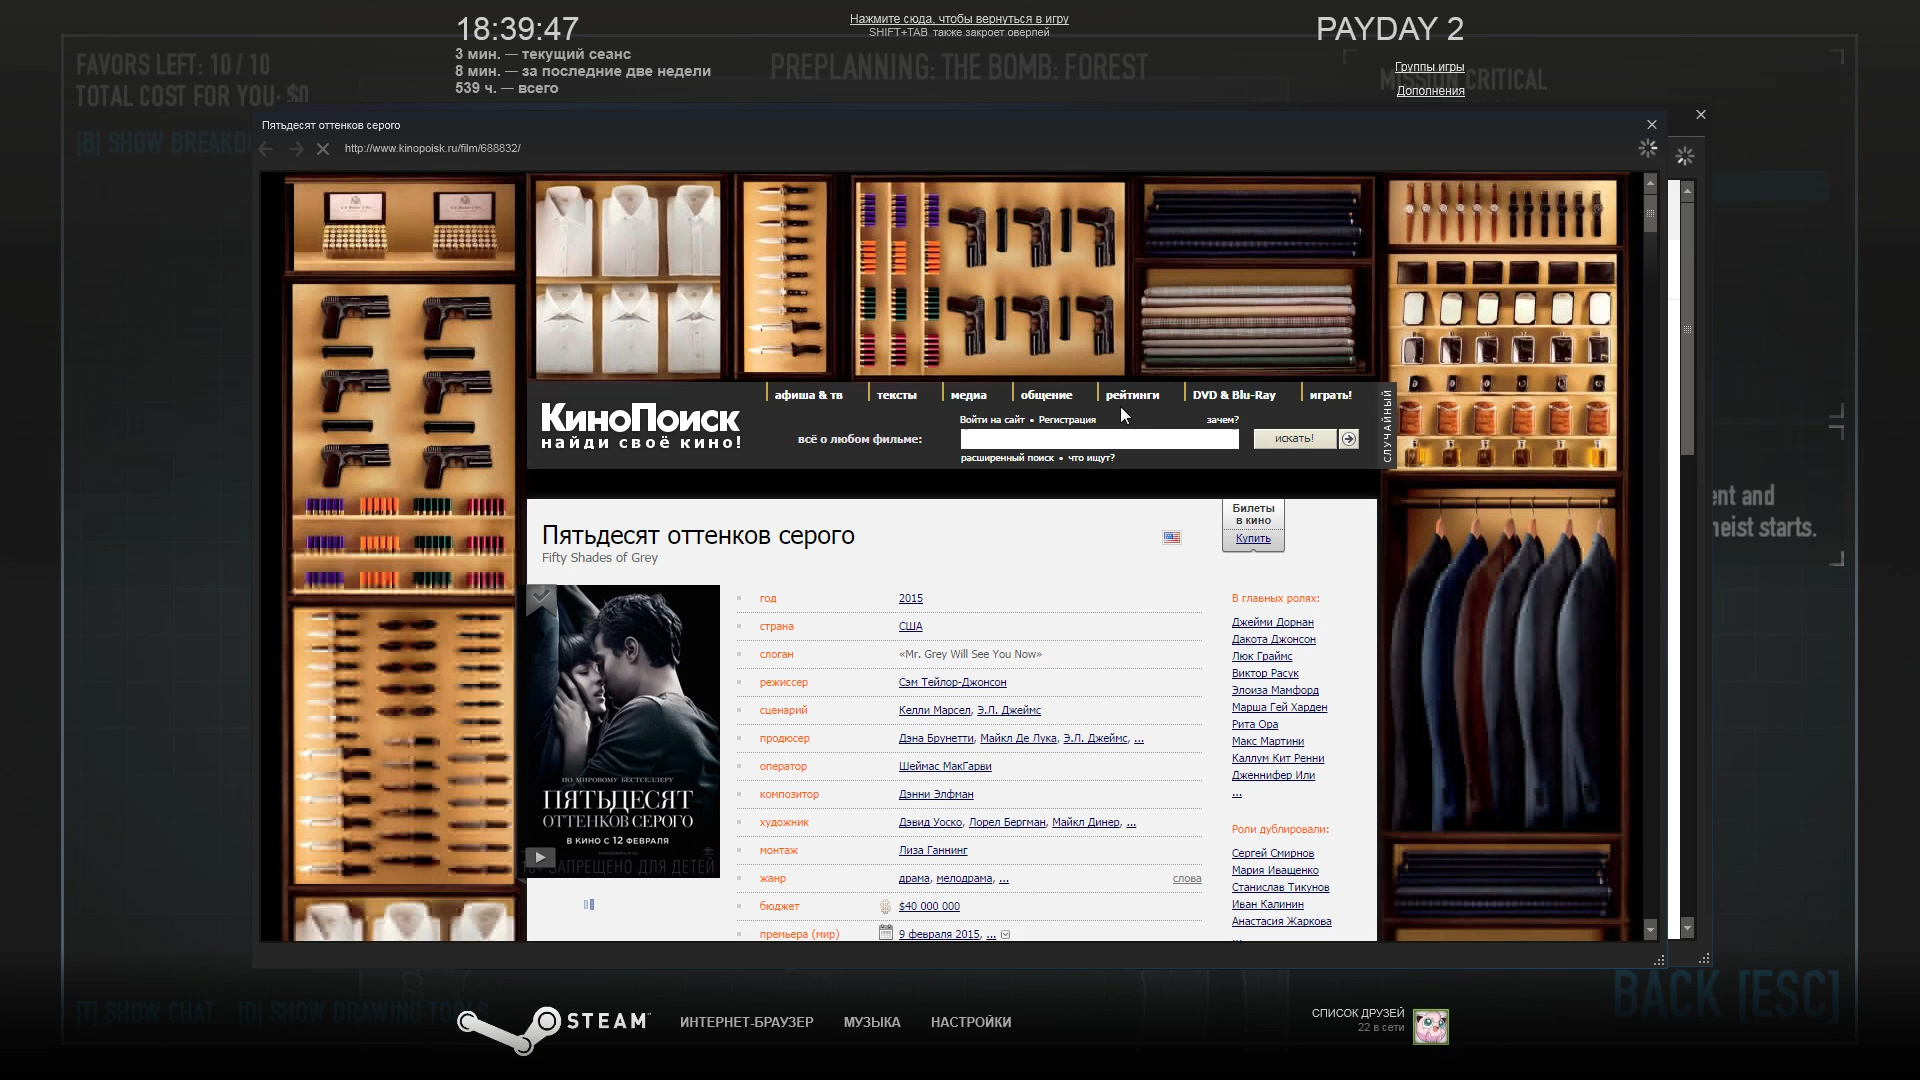 18:39:47
3 мин. — текущий сеанс
8 мин. — за последние две недели
539 ч. — всего
Нажмите сюда, чтобы вернуться в игру
SHIFT+TAB также закроет оверлей
PAYDAY 2
Группы игры
Дополнения
FAVORS LEFT: 10 / 10
TOTAL COST FOR YOU: $0
[B] SHOW BREAKD
PREPLANNING: THE BOMB: FOREST
MISSION CRITICAL
Пятьдесят оттенков серого
http://www.kinopoisk.ru/film/688832/
афиша & тв
тексты
медиа
общение
рейтинги
DVD & Blu-Ray
играть!
СЛУЧАЙНЫЙ
КиноПоиск
найди своё кино!
всё о любом фильме:
Войти на сайт • Регистрация
зачем?
искать!
расширенный поиск • что ищут?
Пятьдесят оттенков серого
Fifty Shades of Grey
Билеты
в кино
Купить
ПО МИРОВОМУ БЕСТСЕЛЛЕРУ
ПЯТЬДЕСЯТ
ОТТЕНКОВ СЕРОГО
В КИНО С 12 ФЕВРАЛЯ
ЗАПРЕЩЕНО ДЛЯ ДЕТЕЙ
год 2015
страна США
слоган «Mr. Grey Will See You Now»
режиссер Сэм Тейлор-Джонсон
сценарий Келли Марсел, Э.Л. Джеймс
продюсер Дэна Брунетти, Майкл Де Лука, Э.Л. Джеймс, ...
оператор Шеймас МакГарви
композитор Дэнни Элфман
художник Дэвид Уоско, Лорел Бергман, Майкл Динер, ...
монтаж Лиза Ганнинг
жанр драма, мелодрама, ... слова
бюджет $40 000 000
премьера (мир) 9 февраля 2015, ...
В главных ролях:
Джейми Дорнан
Дакота Джонсон
Люк Граймс
Виктор Расук
Элоиза Мамфорд
Марша Гей Харден
Рита Ора
Макс Мартини
Каллум Кит Ренни
Дженнифер Или
...
Роли дублировали:
Сергей Смирнов
Мария Иващенко
Станислав Тикунов
Иван Калинин
Анастасия Жаркова
...
ent and
heist starts.
[T] SHOW CHAT
[D] SHOW DRAWING TOOLS
BACK [ESC]
STEAM
ИНТЕРНЕТ-БРАУЗЕР
МУЗЫКА
НАСТРОЙКИ
СПИСОК ДРУЗЕЙ
22 в сети